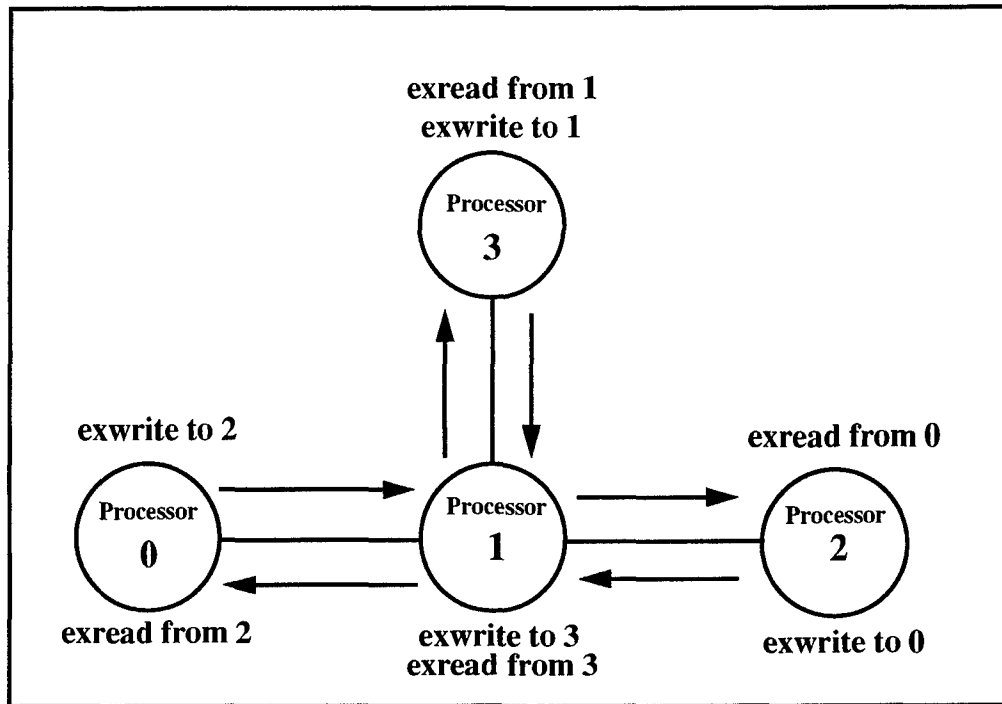 exread from 1
exwrite to 1
Processor
3
exwrite to 2
Processor
0
exread from 2
Processor
1
exwrite to 3
exread from 3
exread from 0
Processor
2
exwrite to 0